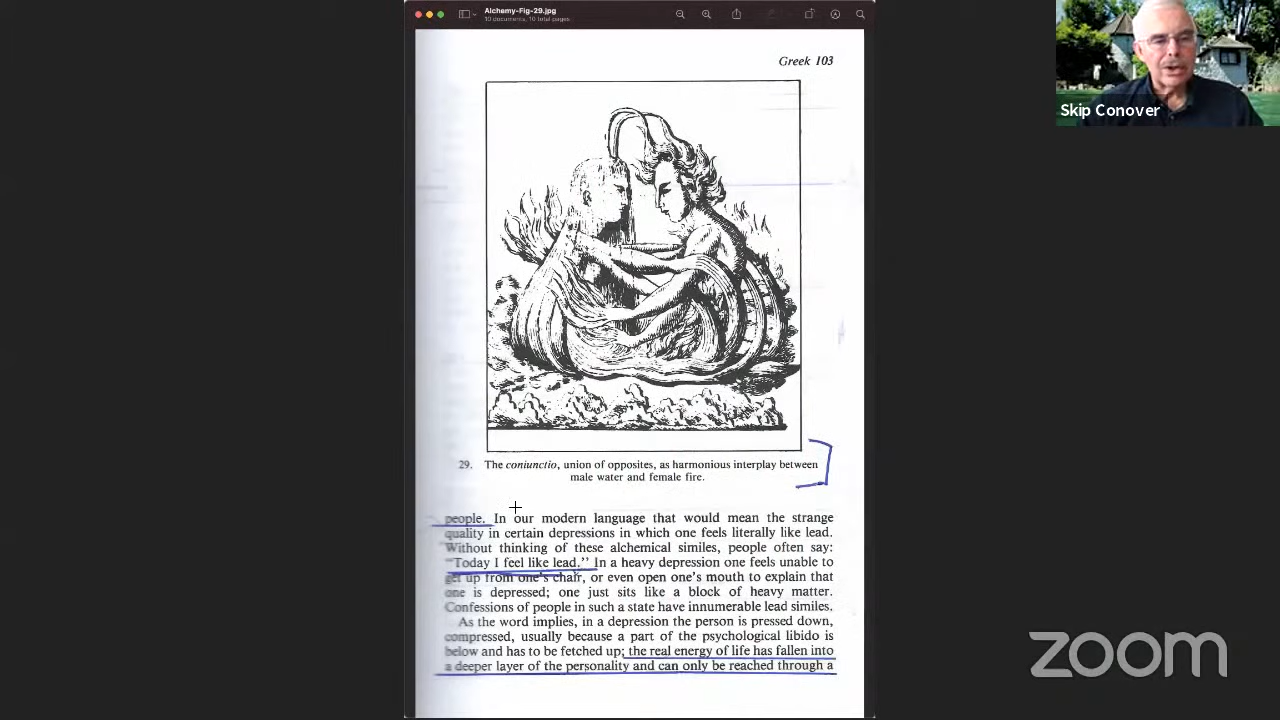 Alchemy-Fig-29.jpg
10 documents, 10 total pages
Skip Conover
Greek 103
29. The coniunctio, union of opposites, as harmonious interplay between
male water and female fire.
people. In our modern language that would mean the strange
quality in certain depressions in which one feels literally like lead.
Without thinking of these alchemical similes, people often say:
"Today I feel like lead." In a heavy depression one feels unable to
get up from one's chair, or even open one's mouth to explain that
one is depressed; one just sits like a block of heavy matter.
Confessions of people in such a state have innumerable lead similes.
As the word implies, in a depression the person is pressed down,
compressed, usually because a part of the psychological libido is
below and has to be fetched up; the real energy of life has fallen into
a deeper layer of the personality and can only be reached through a
zoom